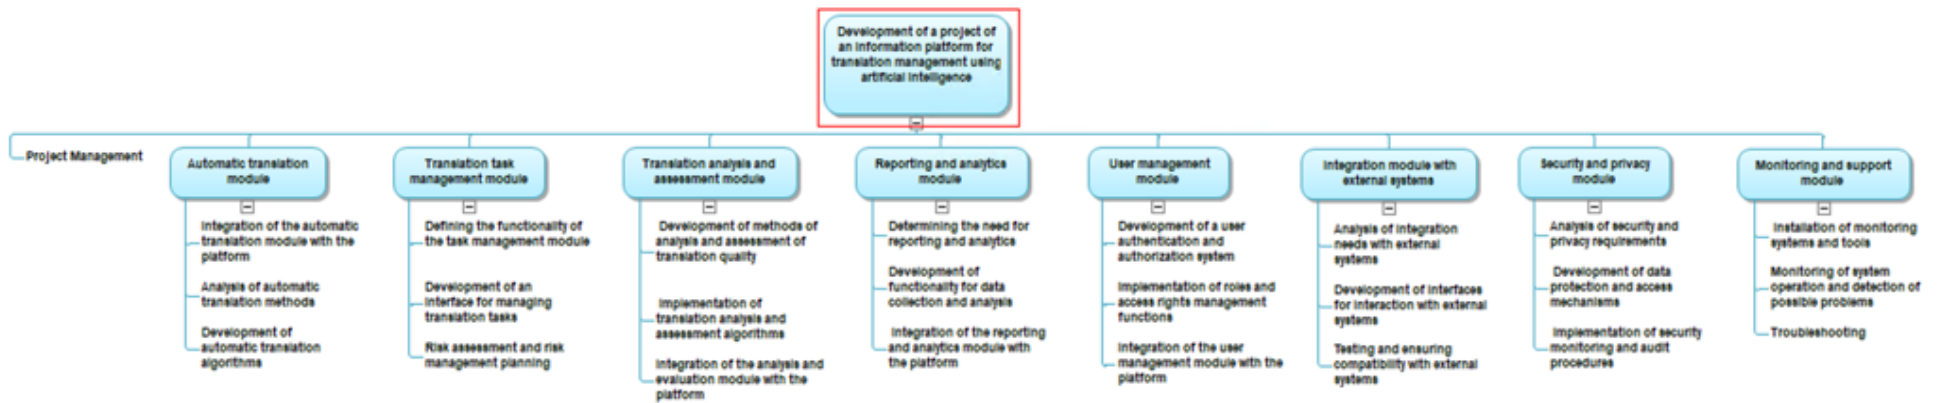 Development of a project of
an information platform for
translation management using
artificial intelligence
Project Management
Automatic translation
module
Integration of the automatic
translation module with the
platform
Analysis of automatic
translation methods
Development of
automatic translation
algorithms
Translation task
management module
Defining the functionality of
the task management module
Development of an
interface for managing
translation tasks
Risk assessment and risk
management planning
Translation analysis and
assessment module
Development of methods of
analysis and assessment of
translation quality
Implementation of
translation analysis and
assessment algorithms
Integration of the analysis and
evaluation module with the
platform
Reporting and analytics
module
Determining the need for
reporting and analytics
Development of
functionality for data
collection and analysis
Integration of the reporting
and analytics module with
the platform
User management
module
Development of a user
authentication and
authorization system
Implementation of roles and
access rights management
functions
Integration of the user
management module with the
platform
Integration module with
external systems
Analysis of integration
needs with external
systems
Development of interfaces
for interaction with external
systems
Testing and ensuring
compatibility with external
systems
Security and privacy
module
Analysis of security and
privacy requirements
Development of data
protection and access
mechanisms
Implementation of security
monitoring and audit
procedures
Monitoring and support
module
Installation of monitoring
systems and tools
Monitoring of system
operation and detection of
possible problems
Troubleshooting